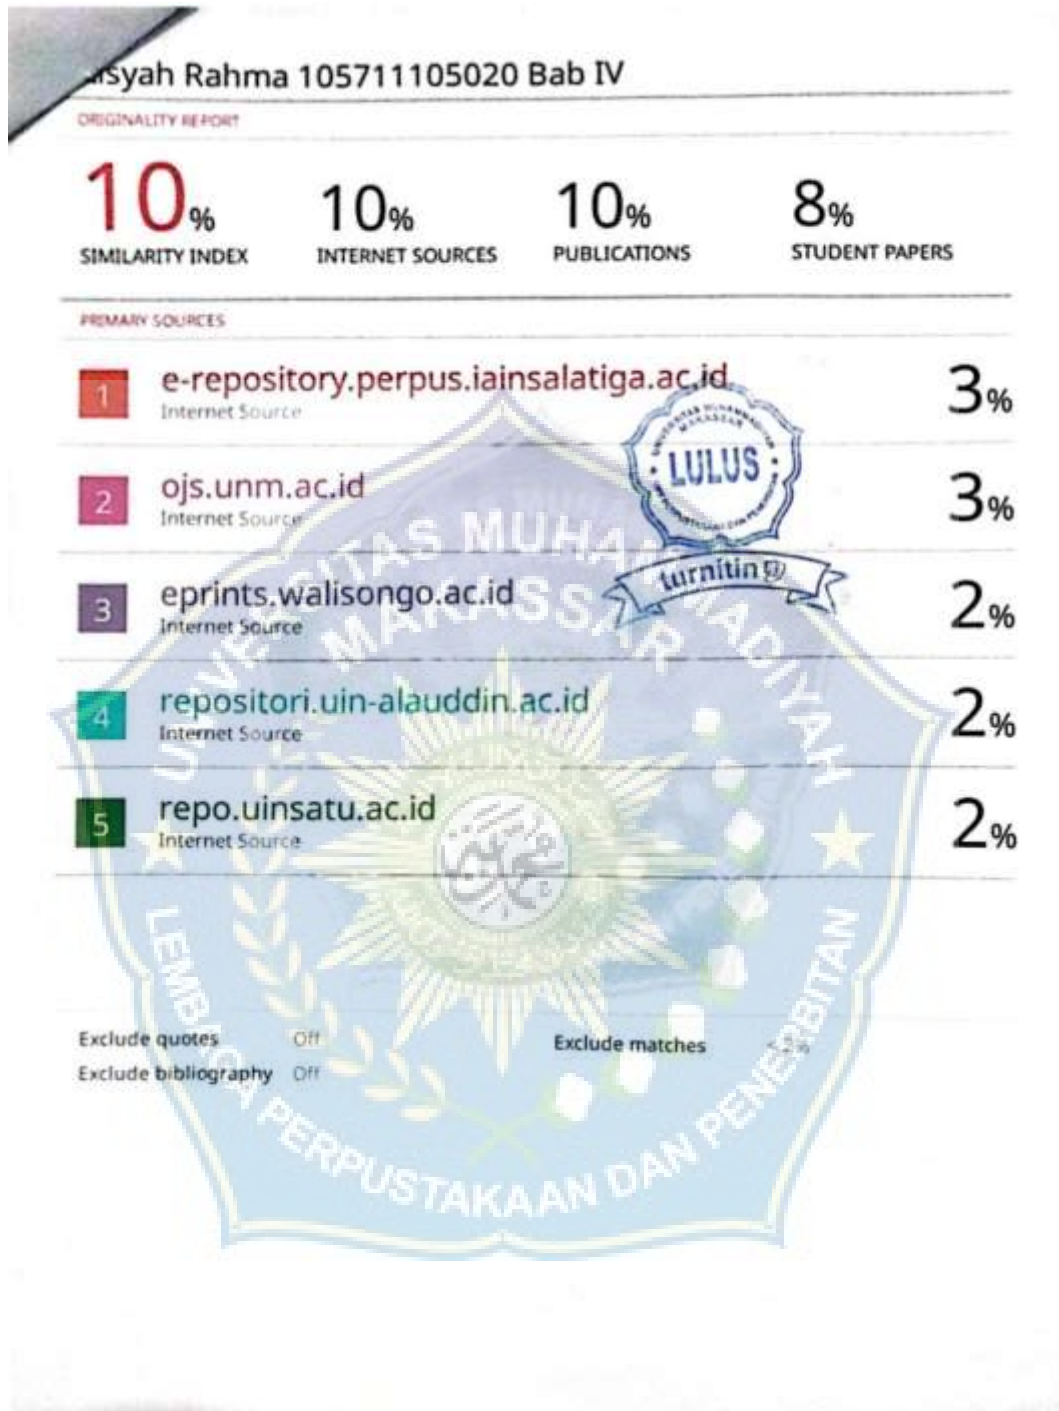 Rahma 105711105020 Bab IV
ORIGINALITY REPORT
10%
SIMILARITY INDEX
10%
INTERNET SOURCES
10%
PUBLICATIONS
8%
STUDENT PAPERS
PRIMARY SOURCES
1
e-repository.perpus.iainsalatiga.ac.id
Internet Source
3%
2
ojs.unm.ac.id
Internet Source
3%
3
eprints.walisongo.ac.id
Internet Source
2%
4
repositori.uin-alauddin.ac.id
Internet Source
2%
5
repo.uinsatu.ac.id
Internet Source
2%
LULUS
turnitin
UNIVERSITAS MUHAMMADIYAH
MAKASSAR
LEMBAGA PERPUSTAKAAN DAN PENERBITAN
Exclude quotes Off
Exclude bibliography Off
Exclude matches